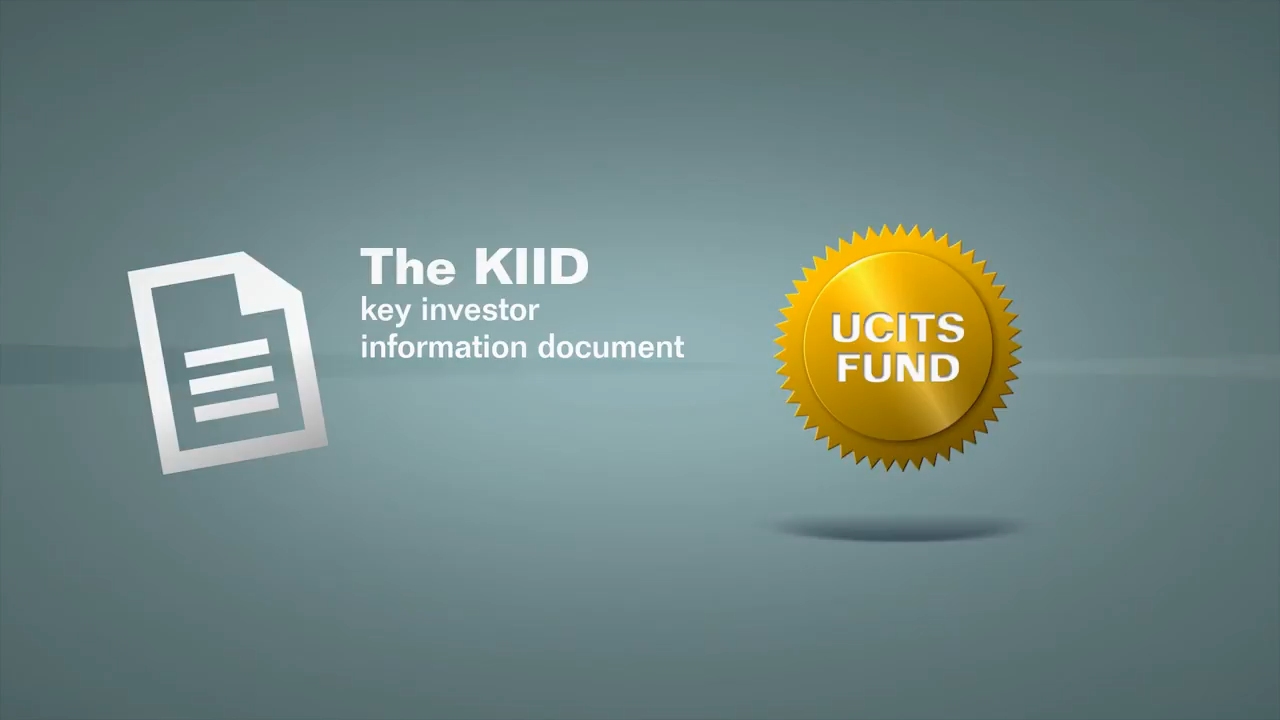 The KIID
key investor
information document
UCITS
FUND